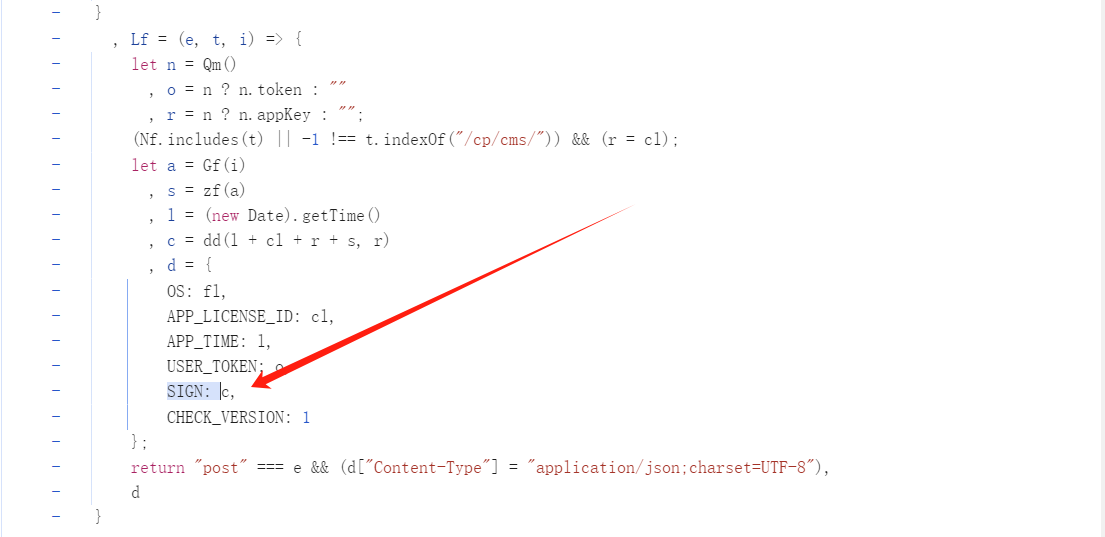 }
, Lf = (e, t, i) => {
let n = Qm()
, o = n ? n.token : ""
, r = n ? n.appKey : "";
(Nf.includes(t) || -1 !== t.indexOf("/cp/cms/")) && (r = cl);
let a = Gf(i)
, s = zf(a)
, l = (new Date).getTime()
, c = dd(l + cl + r + s, r)
, d = {
OS: fl,
APP_LICENSE_ID: cl,
APP_TIME: l,
USER_TOKEN: o
SIGN: c,
CHECK_VERSION: 1
};
return "post" === e && (d["Content-Type"] = "application/json;charset=UTF-8"),
d
}